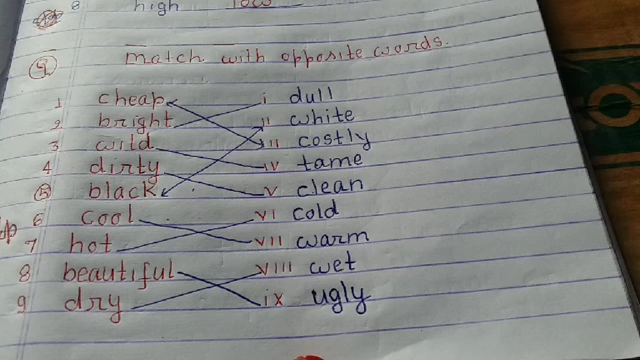 8 high low
Q Match with opposite words.
1 cheap i dull
2 bright ii white
3 wild iii costly
4 dirty iv tame
5 black v clean
6 cool vi cold
7 hot vii warm
8 beautiful viii wet
9 dry ix ugly